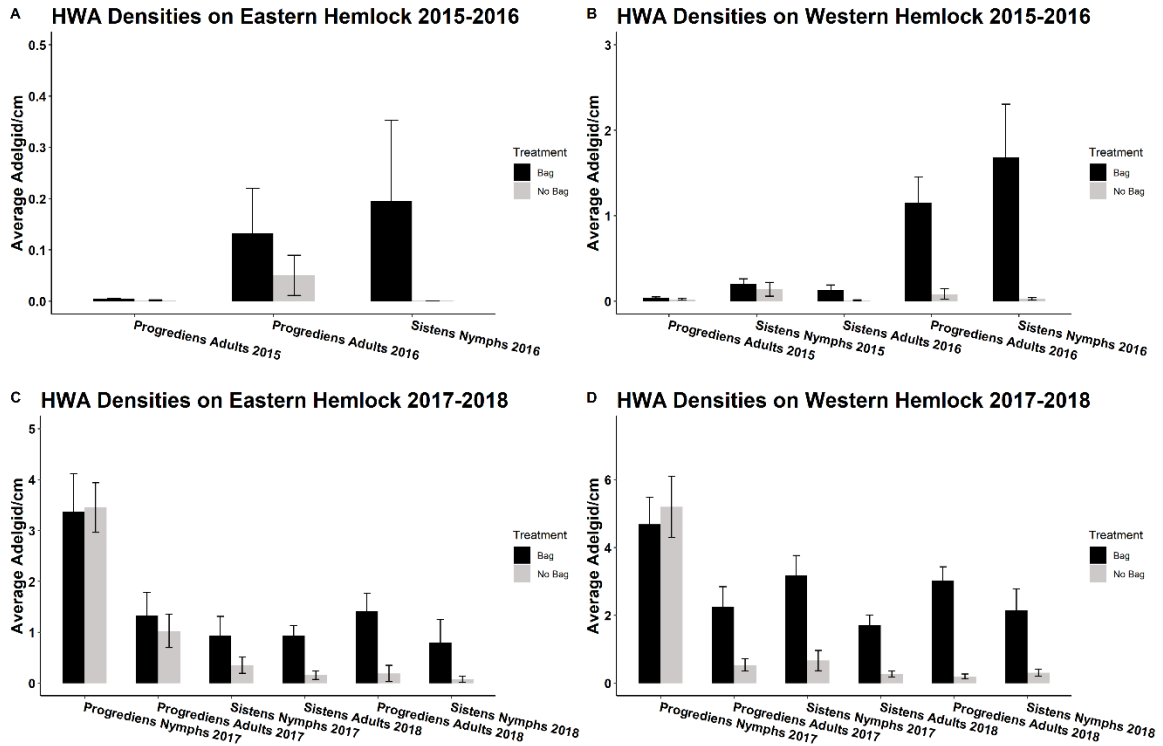 A HWA Densities on Eastern Hemlock 2015-2016
Average Adelgid/cm
0.5
0.4
0.3
0.2
0.1
0.0
Treatment
Bag
No Bag
Progrediens Adults 2015
Progrediens Adults 2016
Sistens Nymphs 2016
B HWA Densities on Western Hemlock 2015-2016
Average Adelgid/cm
3
2
1
0
Treatment
Bag
No Bag
Progrediens Adults 2015
Sistens Nymphs 2015
Sistens Adults 2016
Progrediens Adults 2016
Sistens Nymphs 2016
C HWA Densities on Eastern Hemlock 2017-2018
Average Adelgid/cm
5
4
3
2
1
0
Treatment
Bag
No Bag
Progrediens Nymphs 2017
Progrediens Adults 2017
Sistens Nymphs 2017
Sistens Adults 2018
Progrediens Adults 2018
Sistens Nymphs 2018
D HWA Densities on Western Hemlock 2017-2018
Average Adelgid/cm
6
4
2
0
Treatment
Bag
No Bag
Progrediens Nymphs 2017
Progrediens Adults 2017
Sistens Nymphs 2017
Sistens Adults 2018
Progrediens Adults 2018
Sistens Nymphs 2018